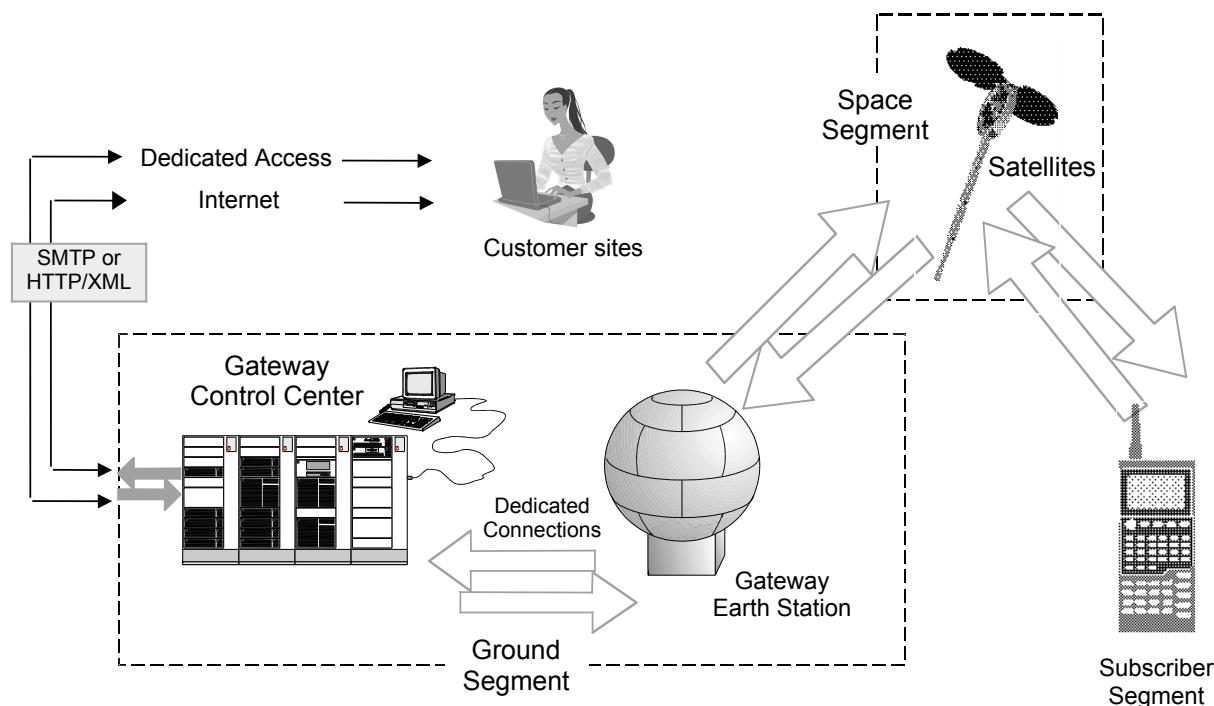 Space
Segment
Satellites
Dedicated Access
Internet
Customer sites
SMTP or
HTTP/XML
Gateway
Control Center
Dedicated
Connections
Gateway
Earth Station
Ground
Segment
Subscriber
Segment